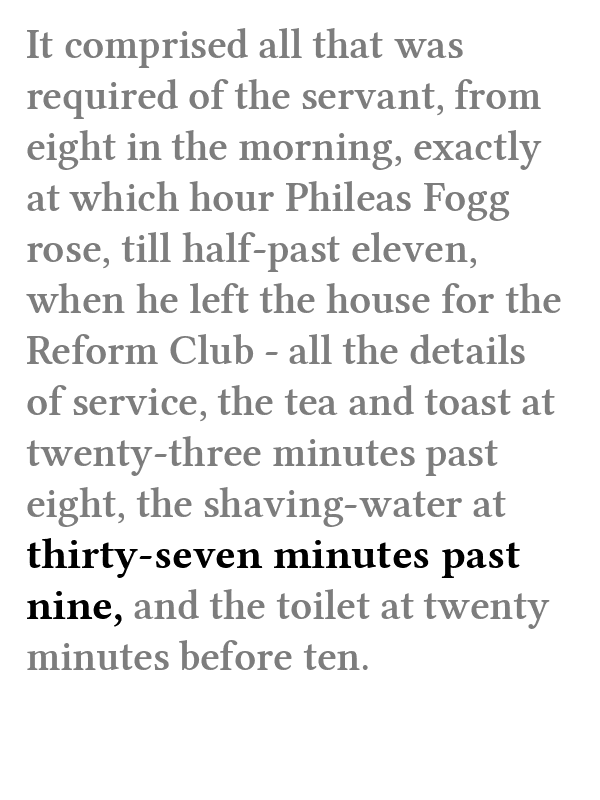 It comprised all that was
required of the servant, from
eight in the morning, exactly
at which hour Phileas Fogg
rose, till half-past eleven,
when he left the house for the
Reform Club - all the details
of service, the tea and toast at
twenty-three minutes past
eight, the shaving-water at
thirty-seven minutes past
nine, and the toilet at twenty
minutes before ten.